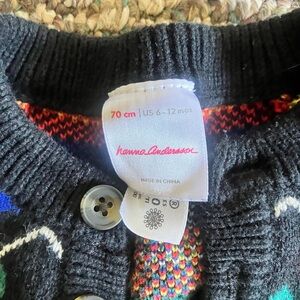 70 cm | US 6-12 mos
hanna andersson
MADE IN CHINA